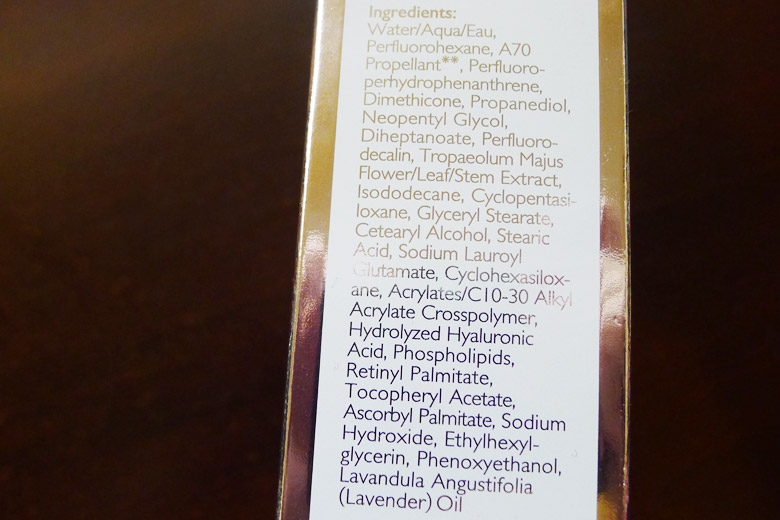 Ingredients:
Water/Aqua/Eau,
Perfluorohexane, A70
Propellant**, Perfluoro-
perhydrophenanthrene,
Dimethicone, Propanediol,
Neopentyl Glycol,
Diheptanoate, Perfluoro-
decalin, Tropaeolum Majus
Flower/Leaf/Stem Extract,
Isododecane, Cyclopentasi-
loxane, Glyceryl Stearate,
Cetearyl Alcohol, Stearic
Acid, Sodium Lauroyl
Glutamate, Cyclohexasilox-
ane, Acrylates/C10-30 Alkyl
Acrylate Crosspolymer,
Hydrolyzed Hyaluronic
Acid, Phospholipids,
Retinyl Palmitate,
Tocopheryl Acetate,
Ascorbyl Palmitate, Sodium
Hydroxide, Ethylhexyl-
glycerin, Phenoxyethanol,
Lavandula Angustifolia
(Lavender) Oil